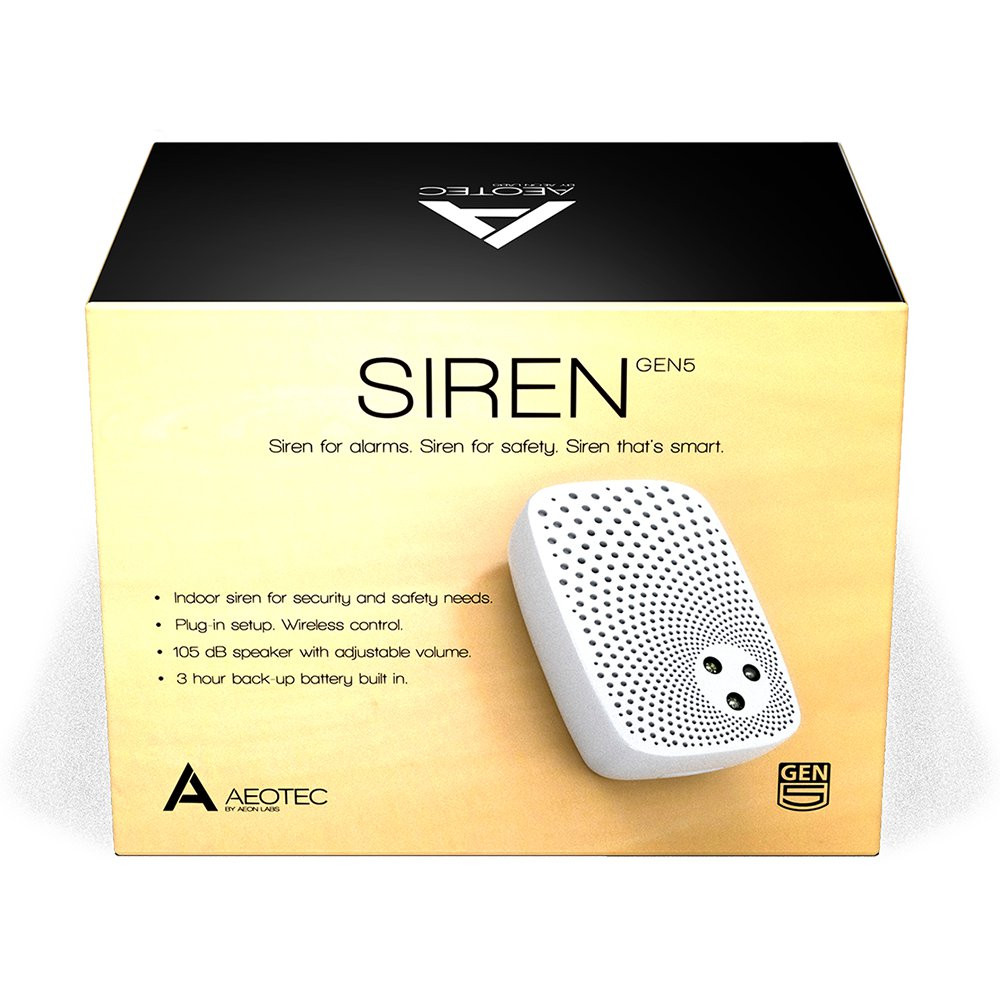 AEOTEC
BY AEON LABS
SIREN GEN5
Siren for alarms. Siren for safety. Siren that's smart.
• Indoor siren for security and safety needs.
• Plug-in setup. Wireless control.
• 105 dB speaker with adjustable volume.
• 3 hour back-up battery built in.
AEOTEC
BY AEON LABS
GEN
5